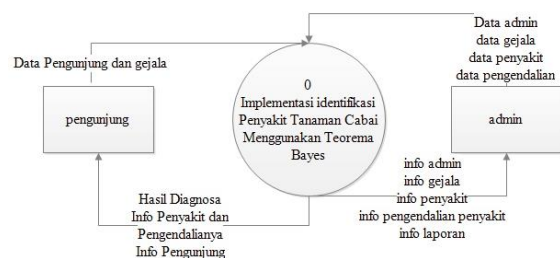 Data admin
data gejala
data penyakit
data pengendalian
Data Pengunjung dan gejala
0
Implementasi identifikasi
Penyakit Tanaman Cabai
Menggunakan Teorema
Bayes
pengunjung
admin
Hasil Diagnosa
Info Penyakit dan
Pengendalianya
Info Pengunjung
info admin
info gejala
info penyakit
info pengendalian penyakit
info laporan